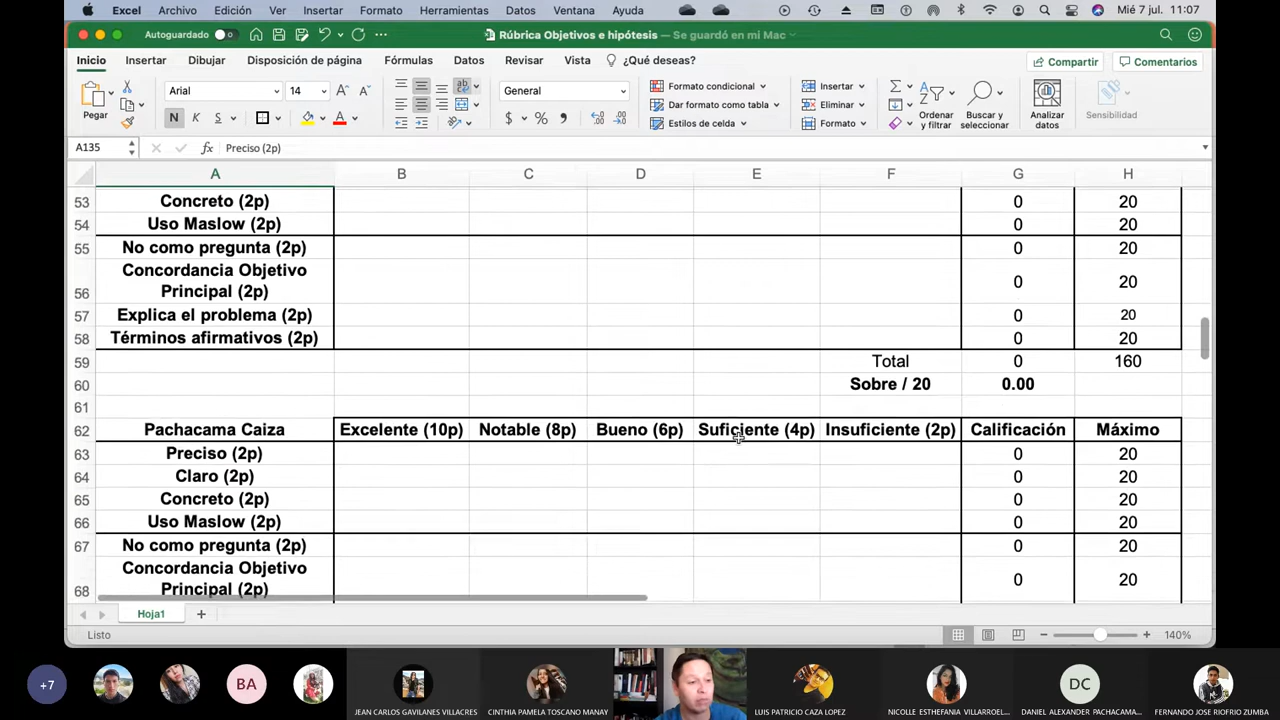 Excel Archivo Edición Ver Insertar Formato Herramientas Datos Ventana Ayuda Mié 7 jul. 11:07
Autoguardado Rúbrica Objetivos e hipótesis — Se guardó en mi Mac
Inicio Insertar Dibujar Disposición de página Fórmulas Datos Revisar Vista ¿Qué deseas? Compartir Comentarios
Pegar Arial 14 General Formato condicional Insertar
Dar formato como tabla Eliminar Ordenar y filtrar Buscar y seleccionar Analizar datos Sensibilidad
N K S A $ % Estilos de celda Formato
A135 fx Preciso (2p)
A B C D E F G H
53 Concreto (2p) 0 20
54 Uso Maslow (2p) 0 20
55 No como pregunta (2p) 0 20
56 Concordancia Objetivo Principal (2p) 0 20
57 Explica el problema (2p) 0 20
58 Términos afirmativos (2p) 0 20
59 Total 0 160
60 Sobre / 20 0.00
61
62 Pachacama Caiza Excelente (10p) Notable (8p) Bueno (6p) Suficiente (4p) Insuficiente (2p) Calificación Máximo
63 Preciso (2p) 0 20
64 Claro (2p) 0 20
65 Concreto (2p) 0 20
66 Uso Maslow (2p) 0 20
67 No como pregunta (2p) 0 20
68 Concordancia Objetivo Principal (2p) 0 20
Hoja1
Listo 140%
+7 BA DC
JEAN CARLOS GAVILANES VILLACRES CINTHIA PAMELA TOSCANO MANAY LUIS PATRICIO CAZA LOPEZ NICOLLE ESTHEFANIA VILLARROEL... DANIEL ALEXANDER PACHACAMA... FERNANDO JOSE RIOFRIO ZUMBA